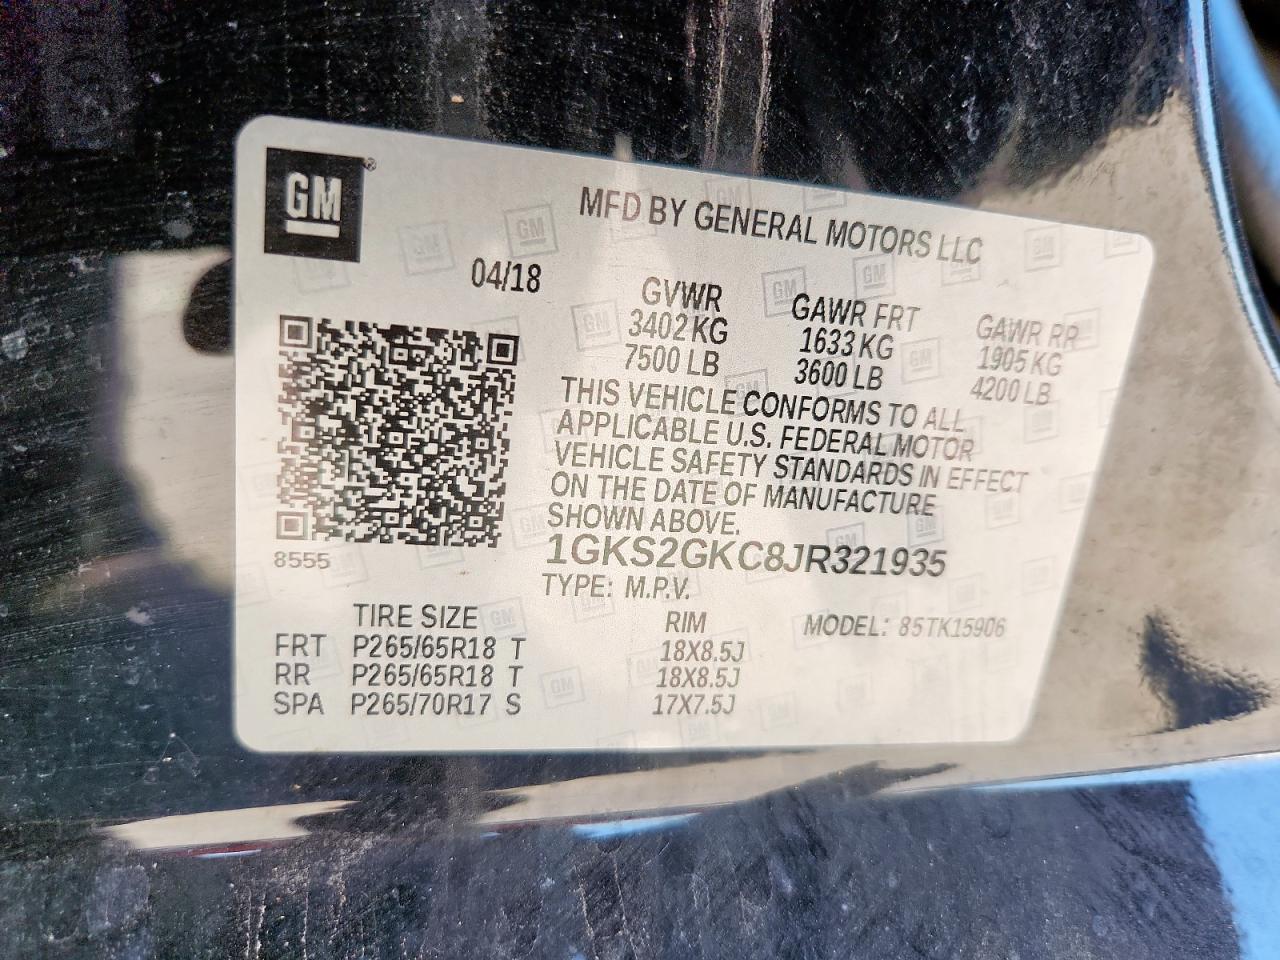 GM®
MFD BY GENERAL MOTORS LLC
04/18
GVWR GAWR FRT GAWR RR
3402 KG 1633 KG 1905 KG
7500 LB 3600 LB 4200 LB
THIS VEHICLE CONFORMS TO ALL
APPLICABLE U.S. FEDERAL MOTOR
VEHICLE SAFETY STANDARDS IN EFFECT
ON THE DATE OF MANUFACTURE
SHOWN ABOVE.
8555
1GKS2GKC8JR321935
TYPE: M.P.V.
TIRE SIZE RIM MODEL: 85TK15906
FRT P265/65R18 T 18X8.5J
RR P265/65R18 T 18X8.5J
SPA P265/70R17 S 17X7.5J